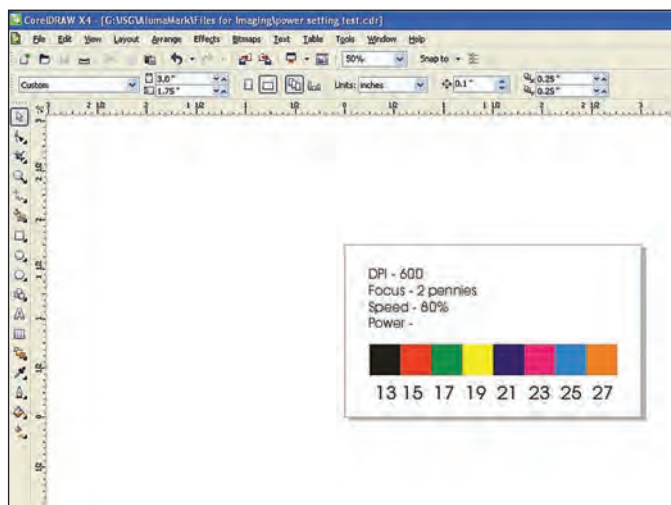 CorelDRAW X4 - [G:\JSG\AlumaMark\Files for Imaging\power setting test.cdr]
File Edit View Layout Arrange Effects Bitmaps Text Table Tools Window Help
50% Snap to
Custom 3.0" 1.75" Units: inches 0.1" 0.25" 0.25"
DPI - 600
Focus - 2 pennies
Speed - 80%
Power -
13 15 17 19 21 23 25 27